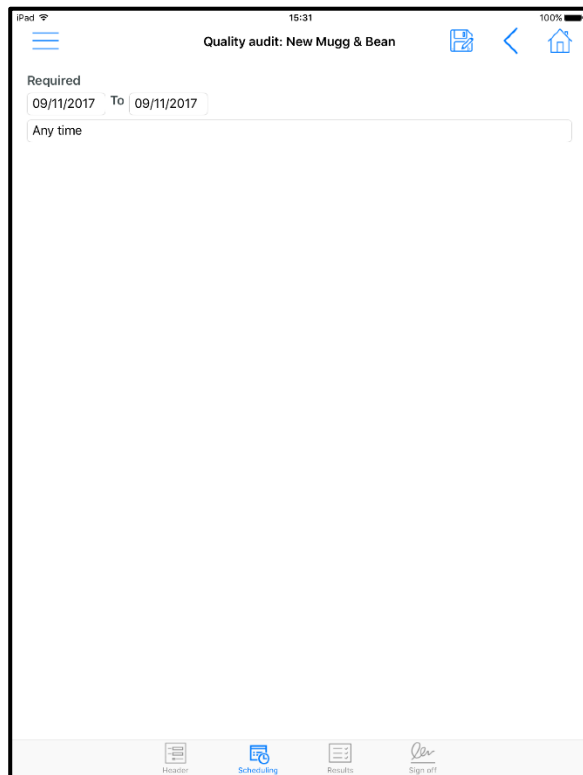 iPad 15:31 100%
Quality audit: New Mugg & Bean
Required
09/11/2017 To 09/11/2017
Any time
Header Scheduling Results Sign off